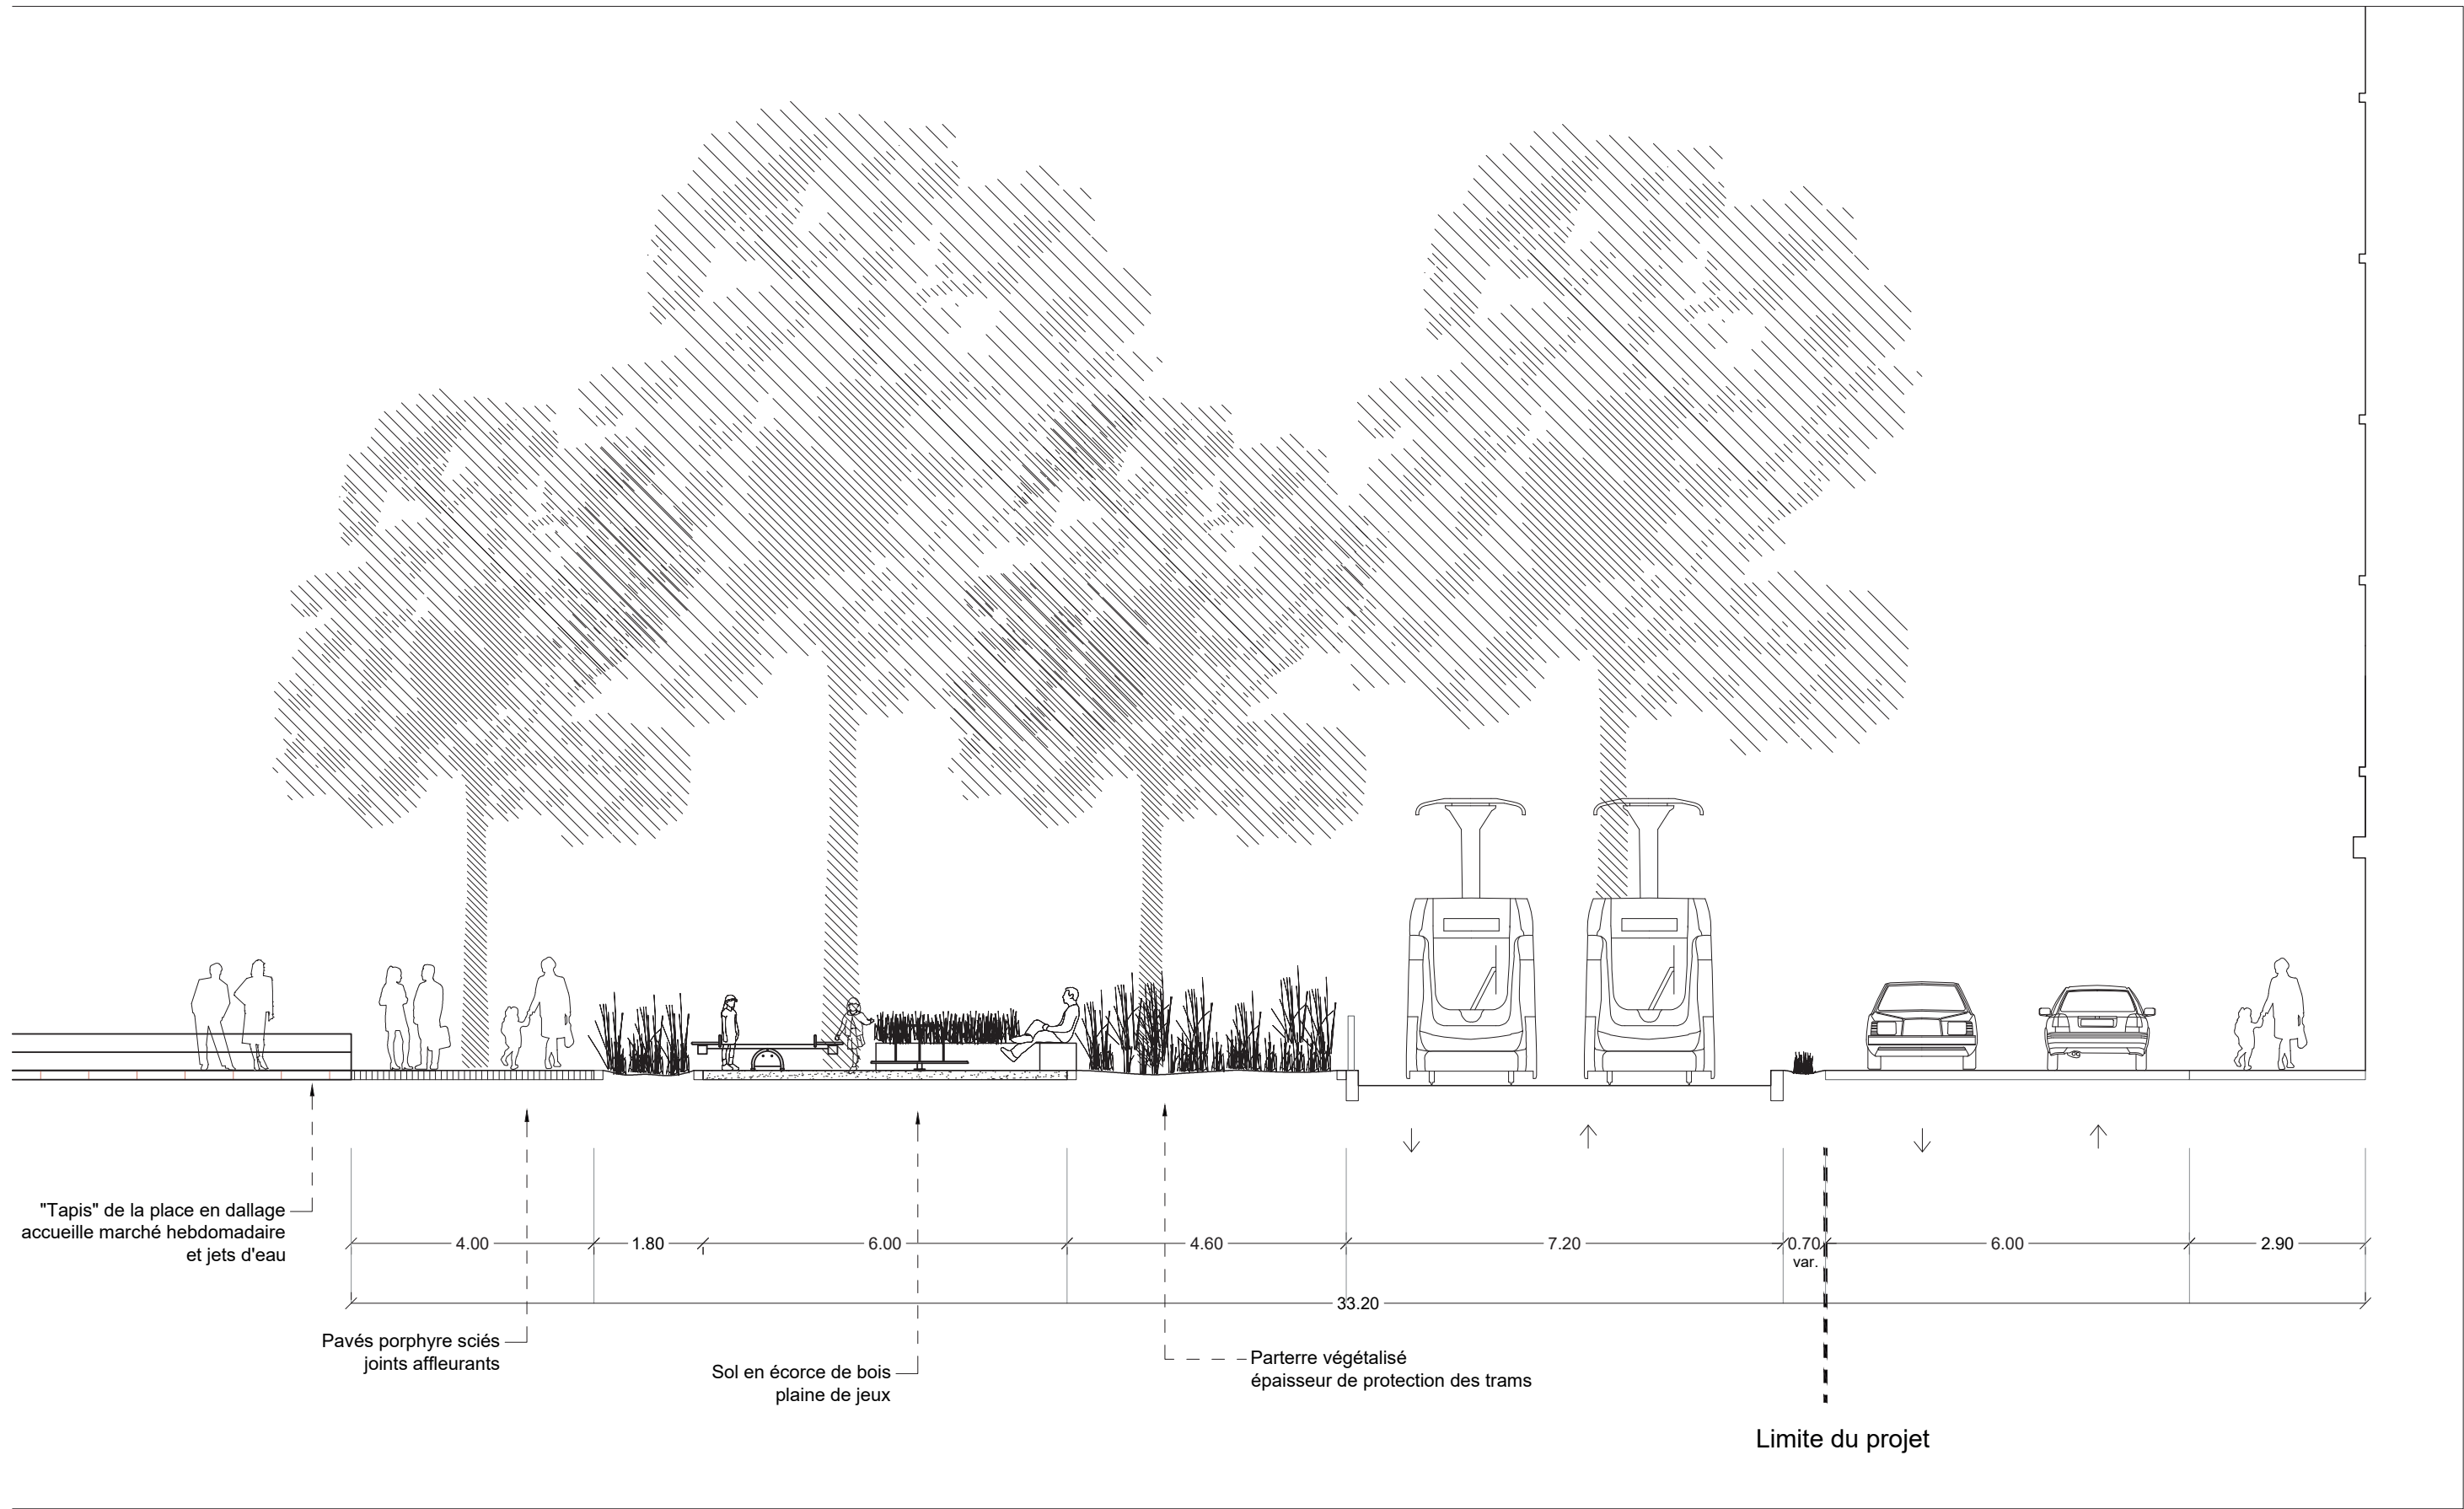 "Tapis" de la place en dallage
accueille marché hebdomadaire
et jets d'eau
4.00
1.80
6.00
4.60
7.20
0.70
var.
6.00
2.90
33.20
Pavés porphyre sciés
joints affleurants
Sol en écorce de bois
plaine de jeux
Parterre végétalisé
épaisseur de protection des trams
Limite du projet